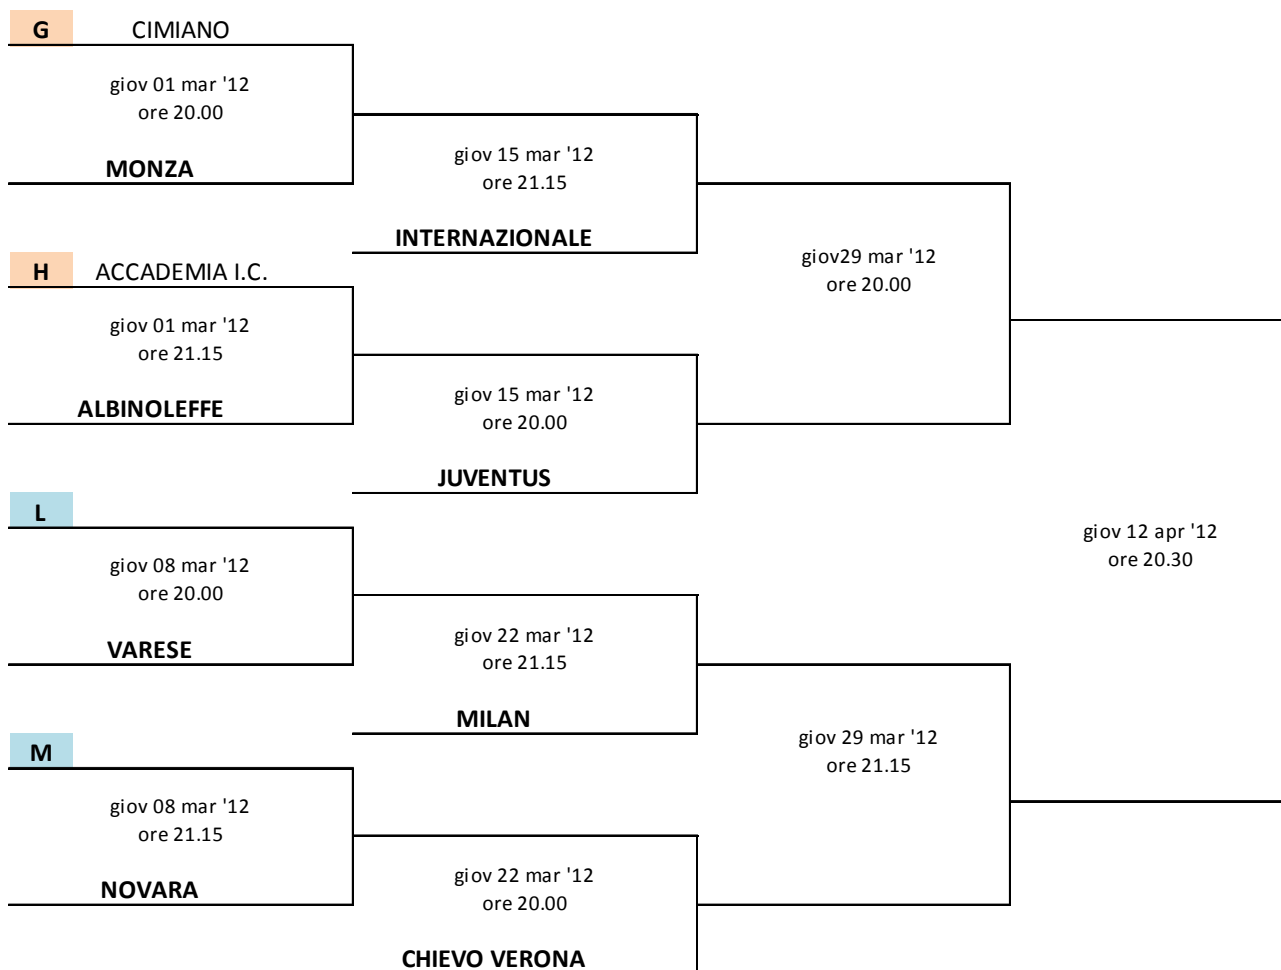 G CIMIANO
giov 01 mar '12
ore 20.00
MONZA
giov 15 mar '12
ore 21.15
INTERNAZIONALE
giov29 mar '12
ore 20.00
H ACCADEMIA I.C.
giov 01 mar '12
ore 21.15
ALBINOLEFFE
giov 15 mar '12
ore 20.00
JUVENTUS
L
giov 08 mar '12
ore 20.00
VARESE
giov 22 mar '12
ore 21.15
MILAN
giov 12 apr '12
ore 20.30
M
giov 08 mar '12
ore 21.15
NOVARA
giov 29 mar '12
ore 21.15
giov 22 mar '12
ore 20.00
CHIEVO VERONA